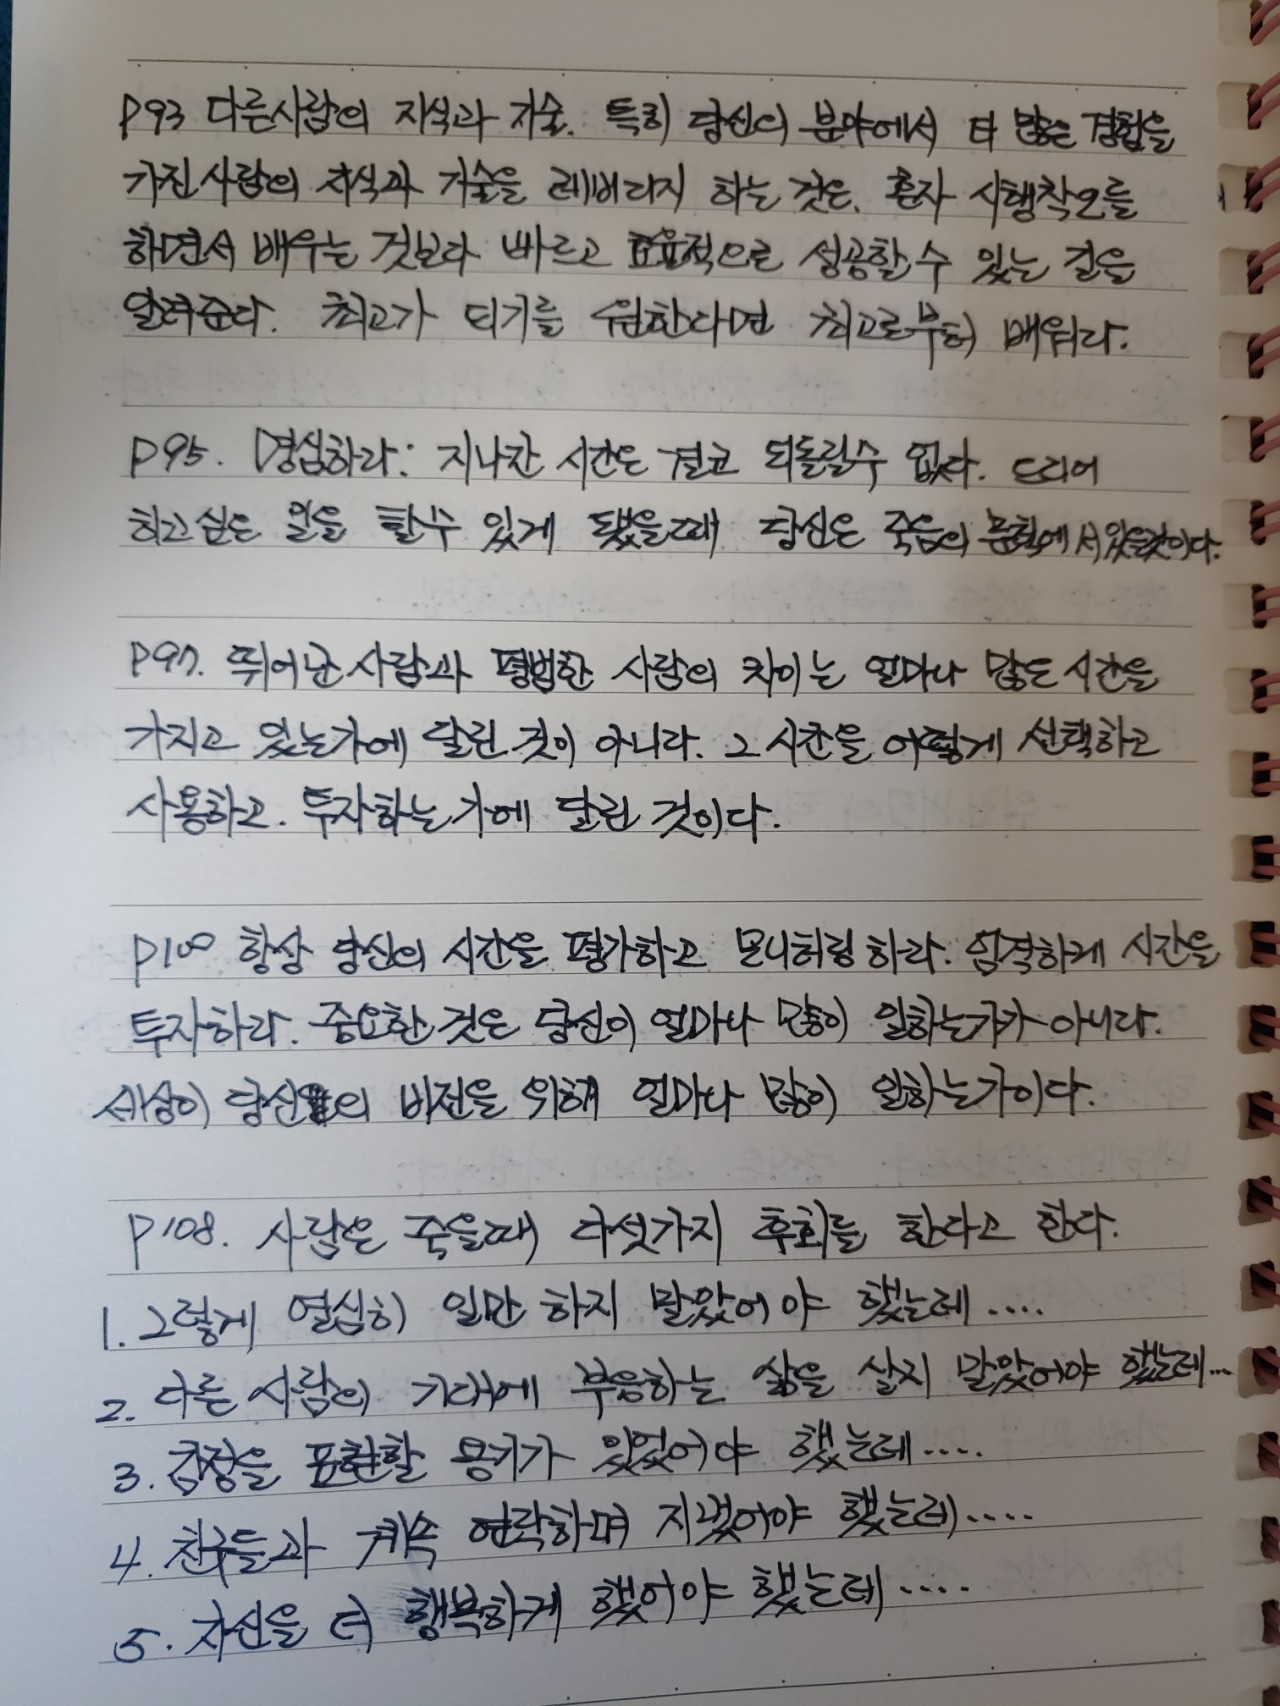 P93 다른사람의 지식과 기술. 특히 당신의 분야에서 더 많은 경험을
가진 사람의 지식과 기술을 레버리지 하는 것은. 혼자 시행착오를
하면서 배우는 것보다 빠르고 효율적으로 성공할 수 있는 길을
알려준다. 최고가 되기를 원한다면 최고로부터 배워라.
P95. 명심하라: 지나간 시간은 결코 되돌릴수 없다. 드디어
하고 싶은 일을 할 수 있게 됐을때 당신은 죽음의 문턱에 서 있을것이다.
P97. 뛰어난 사람과 평범한 사람의 차이는 얼마나 많은 시간을
가지고 있는가에 달린 것이 아니라. 그 시간을 어떻게 선택하고
사용하고. 투자하는 가에 달린 것이다.
P100 항상 당신의 시간을 평가하고 모니터링 하라. 엄격하게 시간을
투자하라. 중요한 것은 당신이 얼마나 많이 일하는가가 아니라.
세상이 당신의 비전을 위해 얼마나 많이 일하는가이다.
P108. 사람은 죽을때 다섯가지 후회를 한다고 한다.
1. 그렇게 열심히 일만 하지 말았어야 했는데....
2. 다른 사람의 기대에 부응하는 삶을 살지 말았어야 했는데...
3. 감정을 표현할 용기가 있었어야 했는데....
4. 친구들과 계속 연락하며 지냈어야 했는데....
5. 자신을 더 행복하게 했어야 했는데....